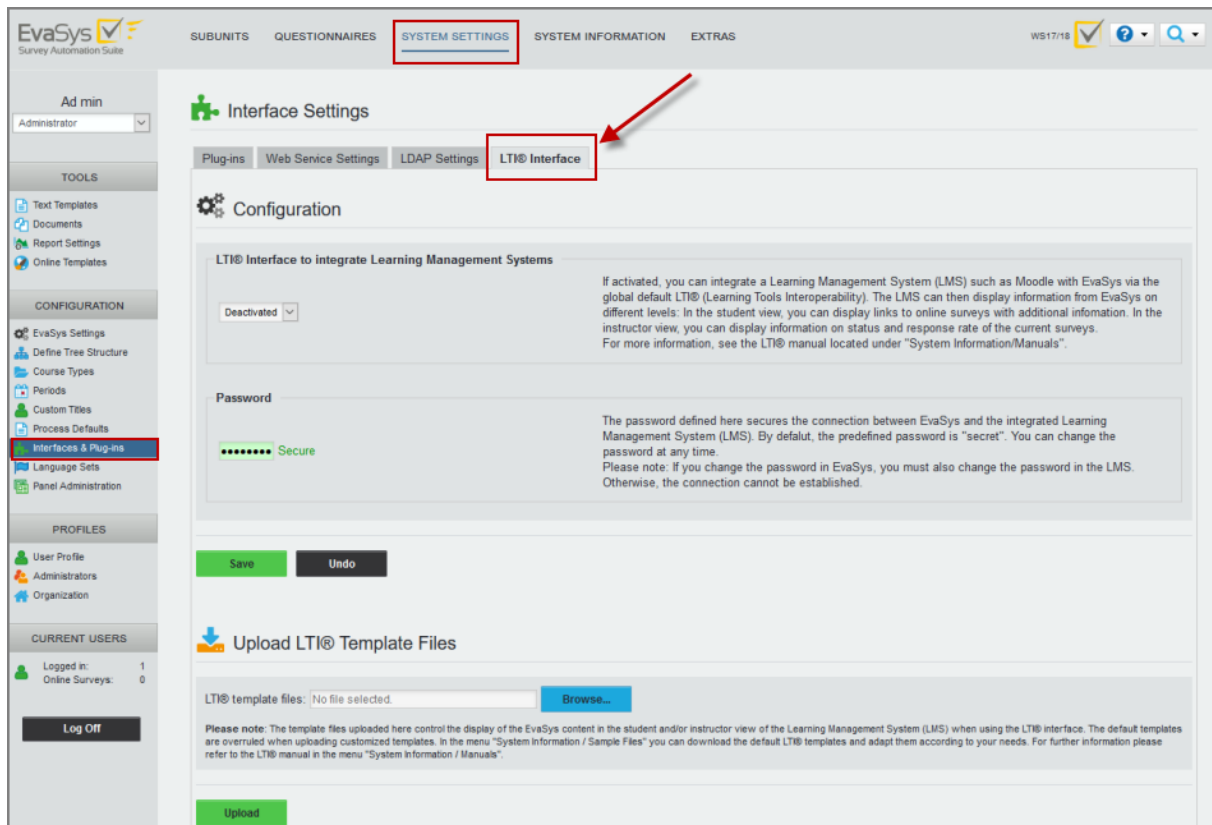 EvaSys
Survey Automation Suite
SUBUNITS QUESTIONNAIRES SYSTEM SETTINGS SYSTEM INFORMATION EXTRAS
WS17/18
Ad min
Administrator
TOOLS
Text Templates
Documents
Report Settings
Online Templates
CONFIGURATION
EvaSys Settings
Define Tree Structure
Course Types
Periods
Custom Titles
Process Defaults
Interfaces & Plug-ins
Language Sets
Panel Administration
PROFILES
User Profile
Administrators
Organization
CURRENT USERS
Logged in: 1
Online Surveys: 0
Log Off
Interface Settings
Plug-ins Web Service Settings LDAP Settings LTI® Interface
Configuration
LTI® Interface to integrate Learning Management Systems
Deactivated
If activated, you can integrate a Learning Management System (LMS) such as Moodle with EvaSys via the
global default LTI® (Learning Tools Interoperability). The LMS can then display information from EvaSys on
different levels: In the student view, you can display links to online surveys with additional infomation. In the
instructor view, you can display information on status and response rate of the current surveys.
For more information, see the LTI® manual located under "System Information/Manuals".
Password
•••••••• Secure
The password defined here secures the connection between EvaSys and the integrated Learning
Management System (LMS). By defalut, the predefined password is "secret". You can change the
password at any time.
Please note: If you change the password in EvaSys, you must also change the password in the LMS.
Otherwise, the connection cannot be established.
Save Undo
Upload LTI® Template Files
LTI® template files: No file selected. Browse...
Please note: The template files uploaded here control the display of the EvaSys content in the student and/or instructor view of the Learning Management System (LMS) when using the LTI® interface. The default templates
are overruled when uploading customized templates. In the menu "System Information / Sample Files" you can download the default LTI® templates and adapt them according to your needs. For further information please
refer to the LTI® manual in the menu "System Information / Manuals".
Upload